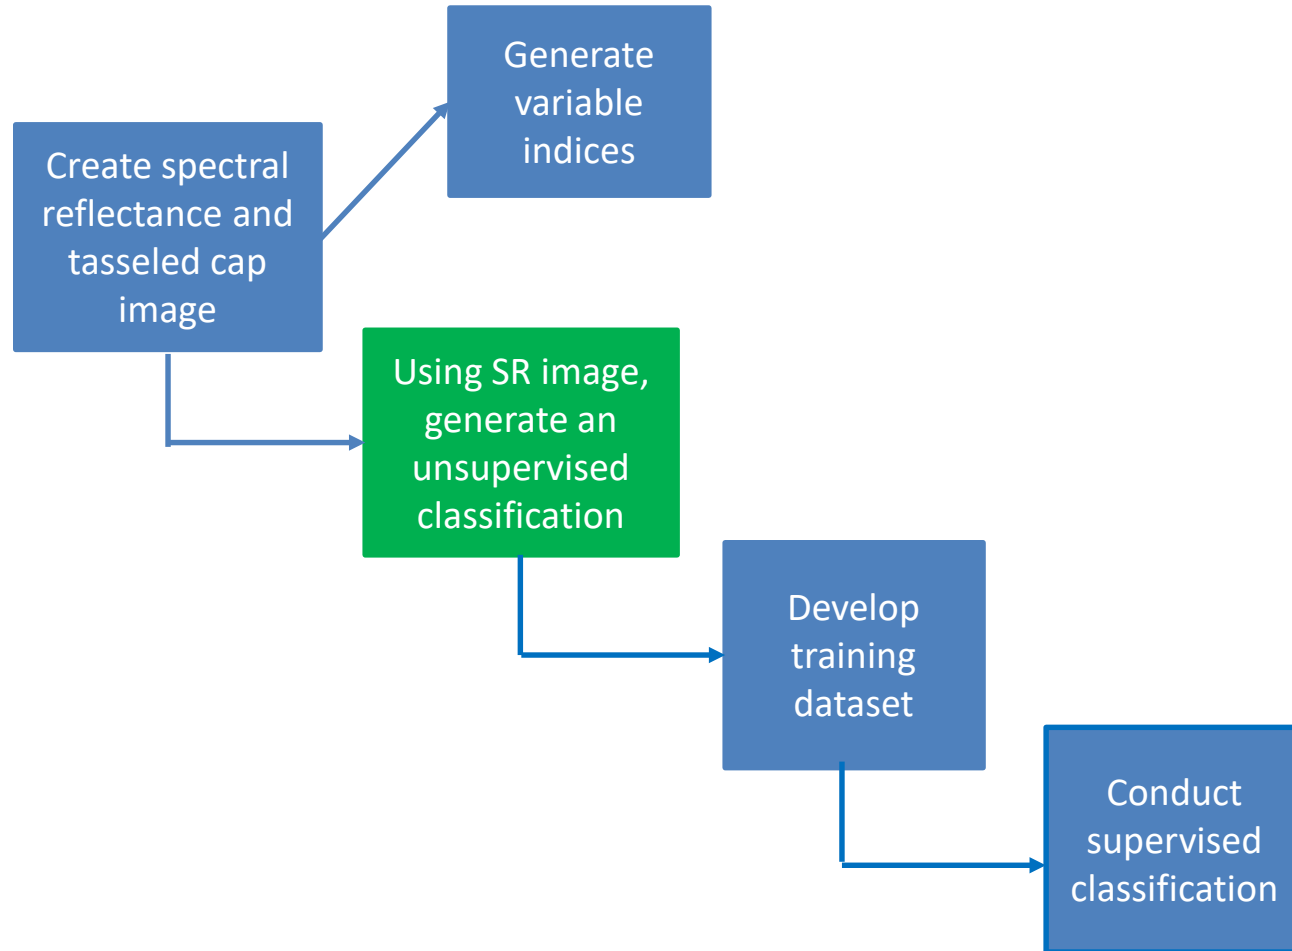 Generate
variable
indices
Create spectral
reflectance and
tasseled cap
image
Using SR image,
generate an
unsupervised
classification
Develop
training
dataset
Conduct
supervised
classification